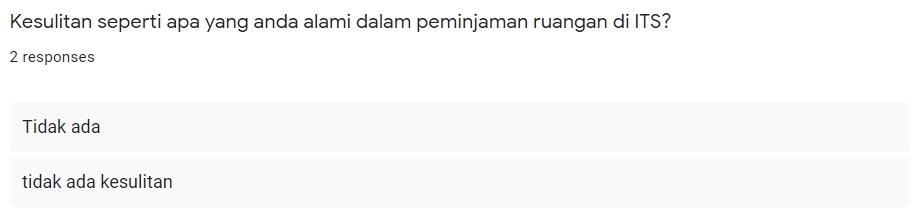 Kesulitan seperti apa yang anda alami dalam peminjaman ruangan di ITS?
2 responses
Tidak ada
tidak ada kesulitan